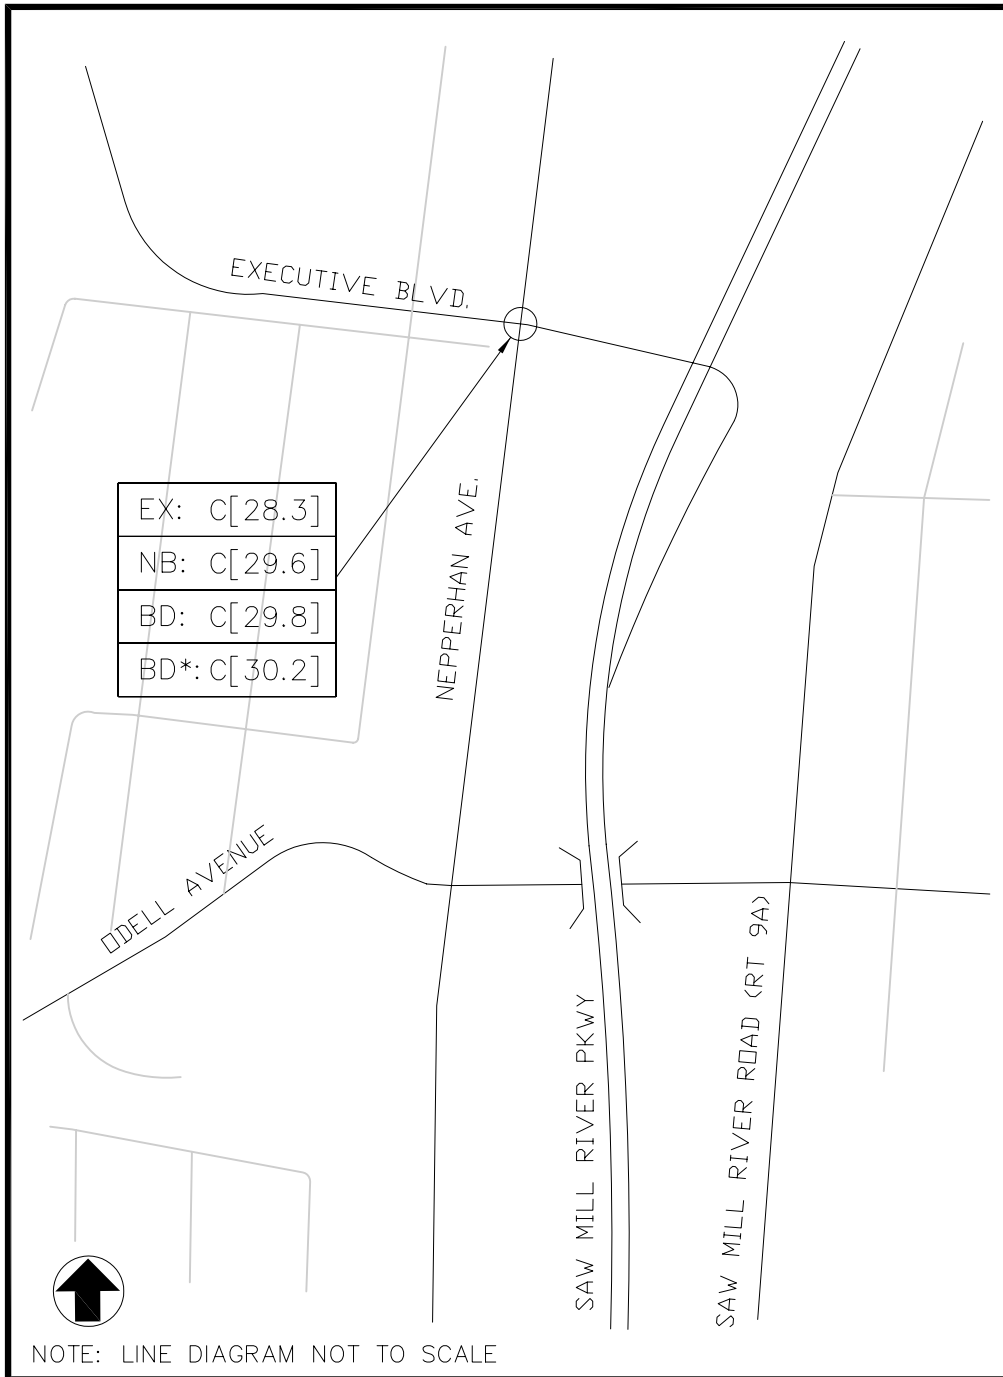 EXECUTIVE BLVD.
EX: C[28.3]
NB: C[29.6]
BD: C[29.8]
BD*: C[30.2]
NEPPERHAN AVE.
ODELL AVENUE
SAW MILL RIVER PKWY
SAW MILL RIVER ROAD (RT 9A)
NOTE: LINE DIAGRAM NOT TO SCALE